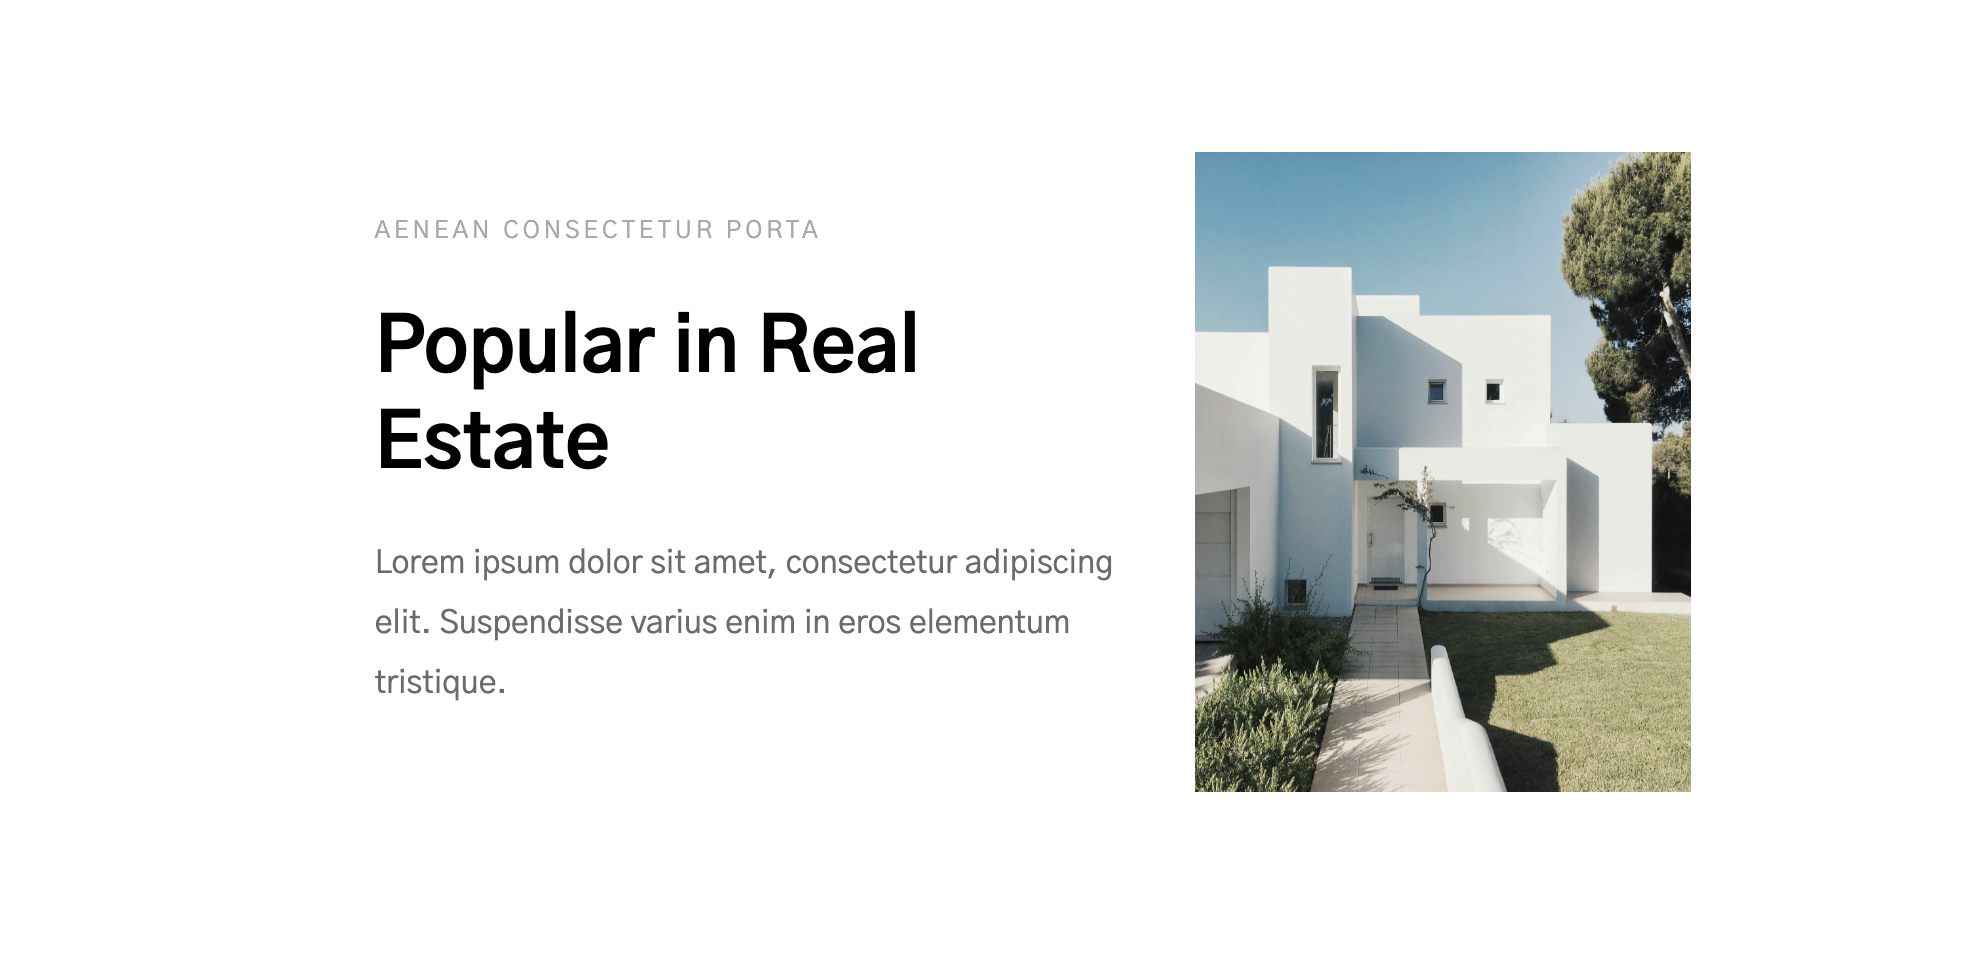 AENEAN CONSECTETUR PORTA
Popular in Real
Estate
Lorem ipsum dolor sit amet, consectetur adipiscing
elit. Suspendisse varius enim in eros elementum
tristique.